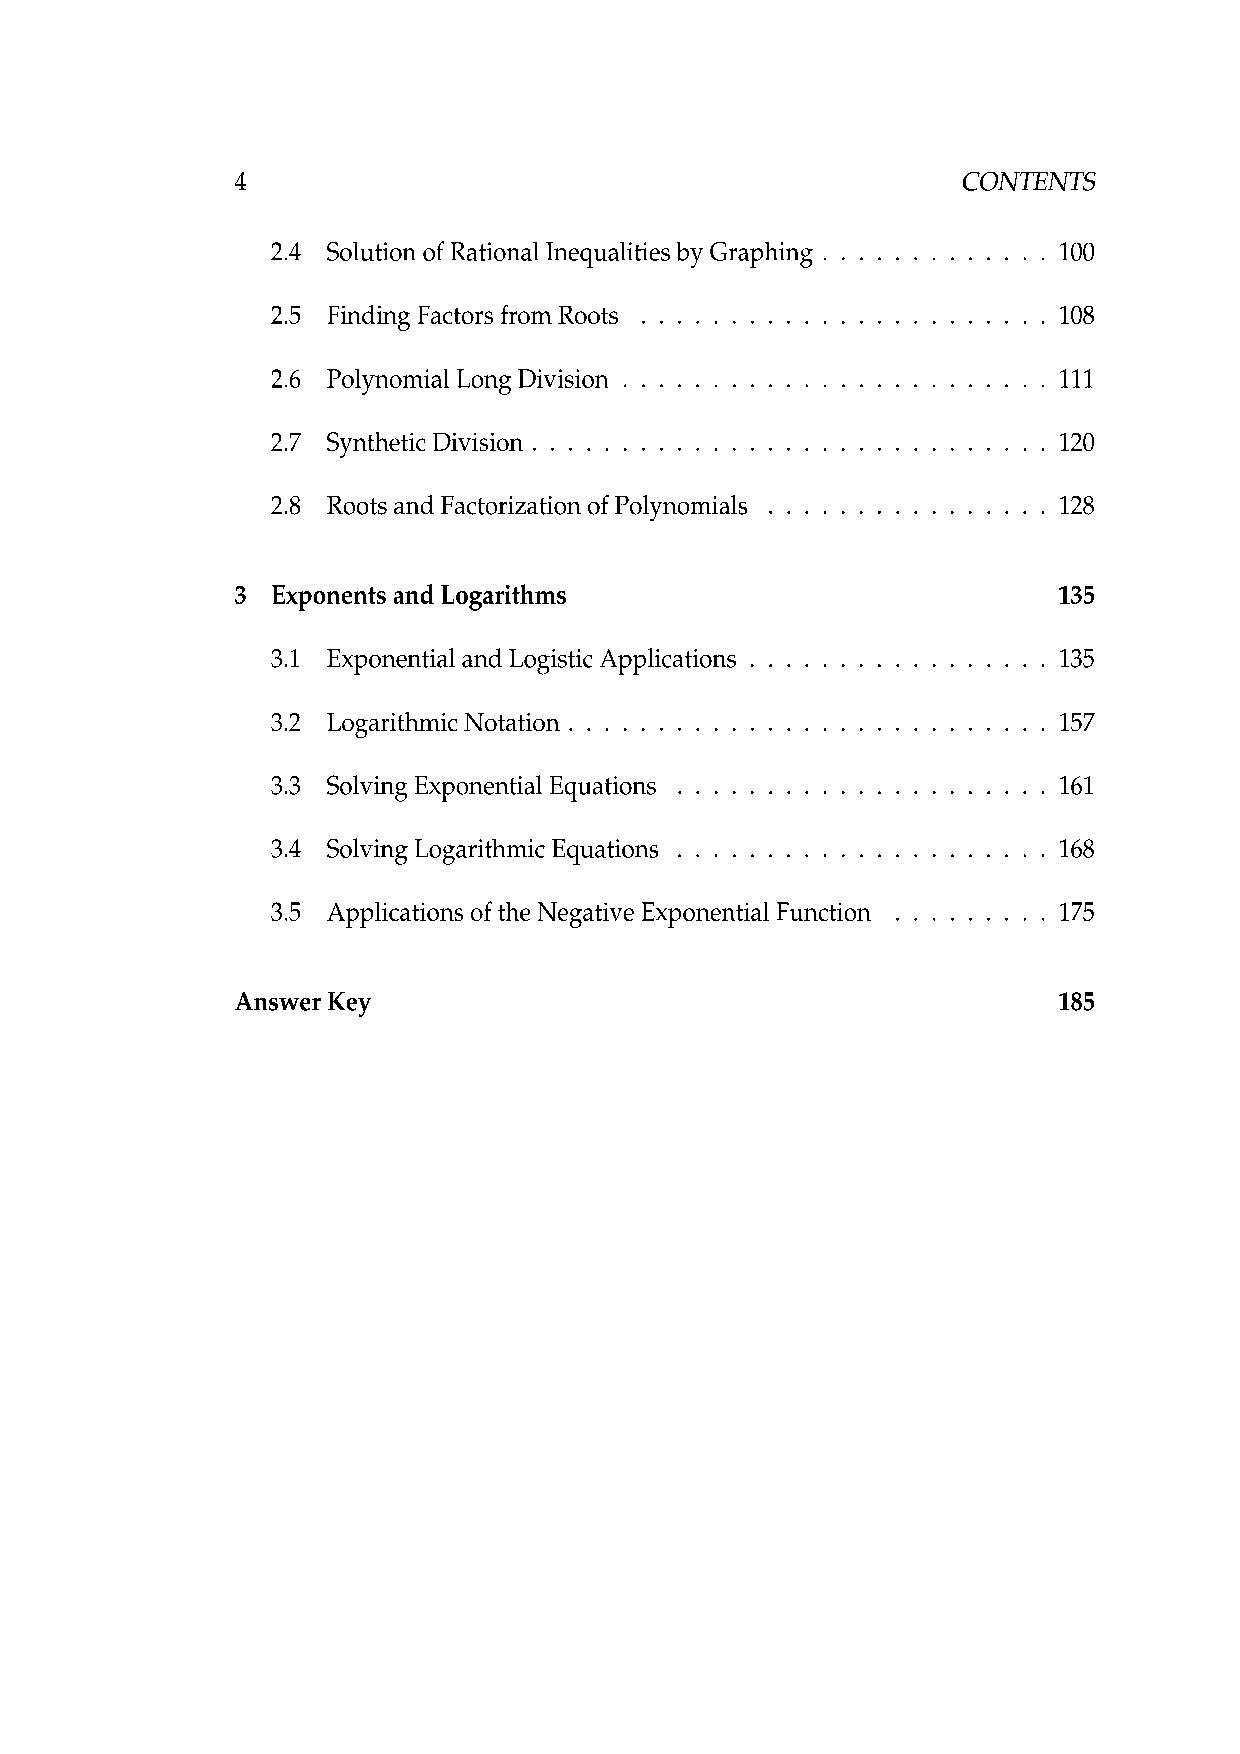 4 CONTENTS
2.4 Solution of Rational Inequalities by Graphing . . . . . . . . . . . . . 100
2.5 Finding Factors from Roots . . . . . . . . . . . . . . . . . . . . . . . 108
2.6 Polynomial Long Division . . . . . . . . . . . . . . . . . . . . . . . . 111
2.7 Synthetic Division . . . . . . . . . . . . . . . . . . . . . . . . . . . . . 120
2.8 Roots and Factorization of Polynomials . . . . . . . . . . . . . . . . 128
3 Exponents and Logarithms 135
3.1 Exponential and Logistic Applications . . . . . . . . . . . . . . . . . 135
3.2 Logarithmic Notation . . . . . . . . . . . . . . . . . . . . . . . . . . . 157
3.3 Solving Exponential Equations . . . . . . . . . . . . . . . . . . . . . 161
3.4 Solving Logarithmic Equations . . . . . . . . . . . . . . . . . . . . . 168
3.5 Applications of the Negative Exponential Function . . . . . . . . . 175
Answer Key 185